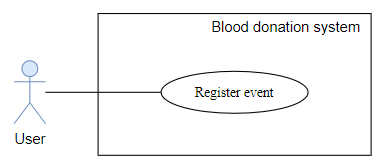 Blood donation system
Register event
User